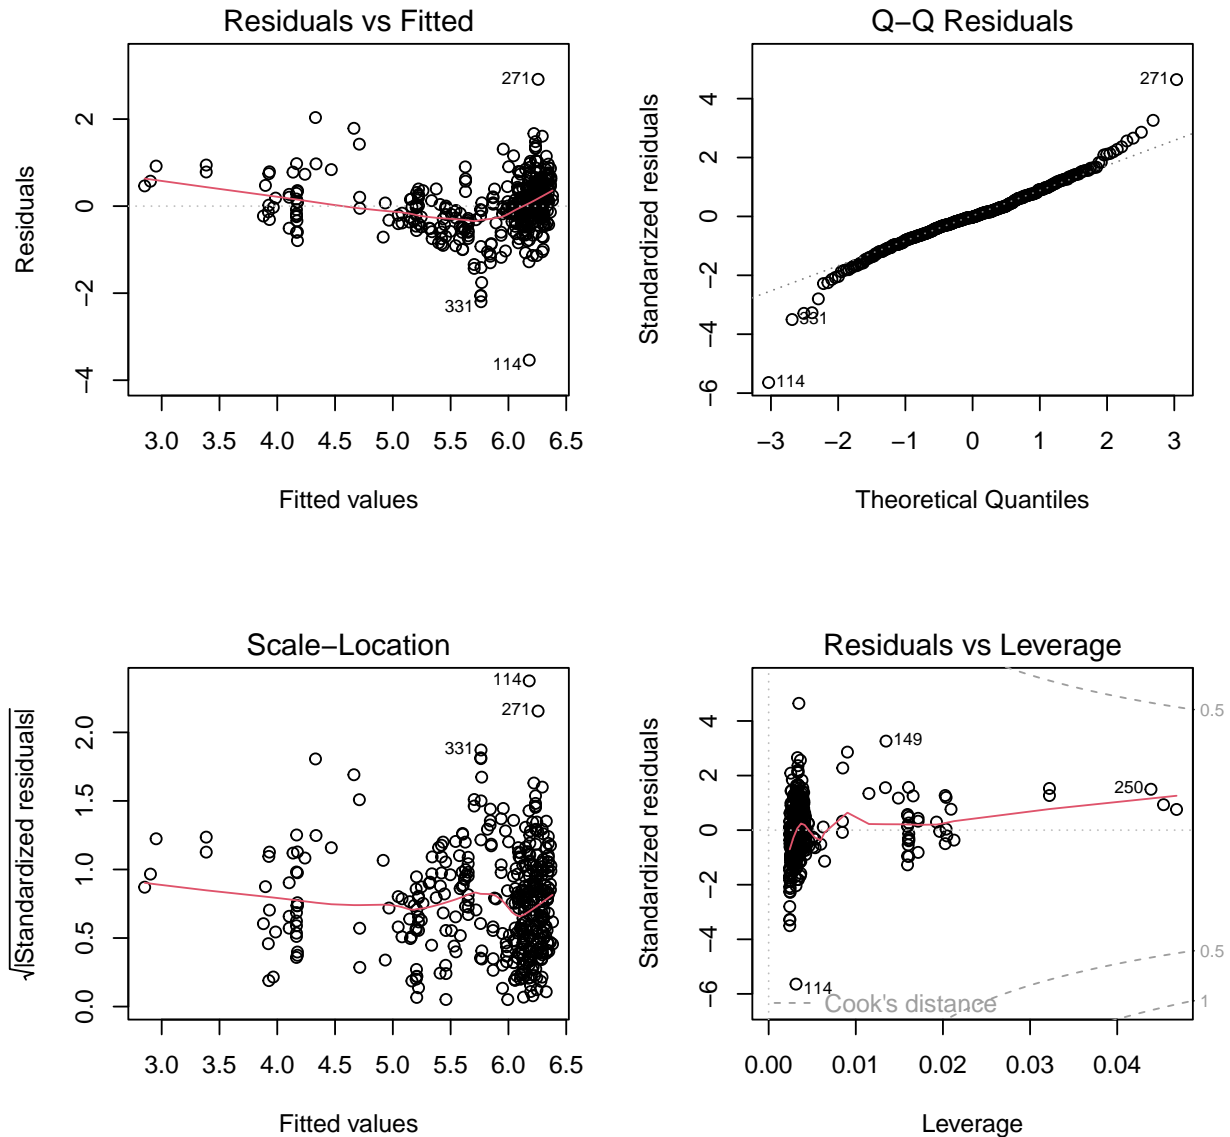 Residuals vs Fitted
Residuals
2
0
−2
−4
271
331
114
3.0 3.5 4.0 4.5 5.0 5.5 6.0 6.5
Fitted values
Q−Q Residuals
Standardized residuals
4
2
0
−2
−4
−6
271
331
114
−3 −2 −1 0 1 2 3
Theoretical Quantiles
Scale−Location
√|Standardized residuals|
2.0
1.5
1.0
0.5
0.0
114
271
331
3.0 3.5 4.0 4.5 5.0 5.5 6.0 6.5
Fitted values
Residuals vs Leverage
Standardized residuals
4
2
0
−2
−4
−6
149
250
114
Cook's distance
0.5
0.5
1
0.00 0.01 0.02 0.03 0.04
Leverage